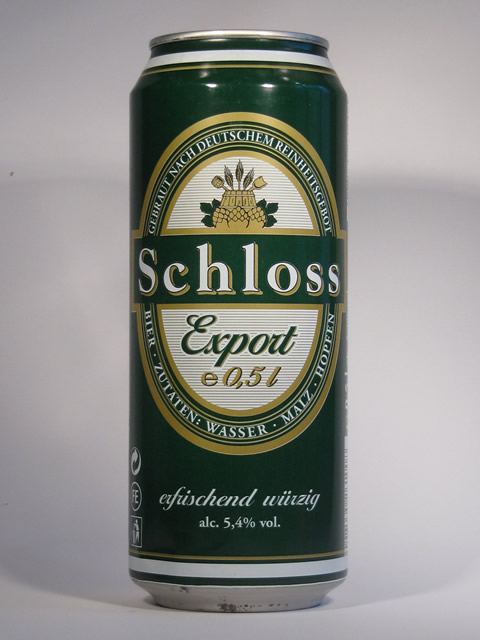 GEBRAUT NACH DEUTSCHEM REINHEITSGEBOT
Schloss
Export
e 0,5 l
BIER · ZUTATEN: WASSER · MALZ · HOPFEN
erfrischend würzig
alc. 5,4% vol.
FE